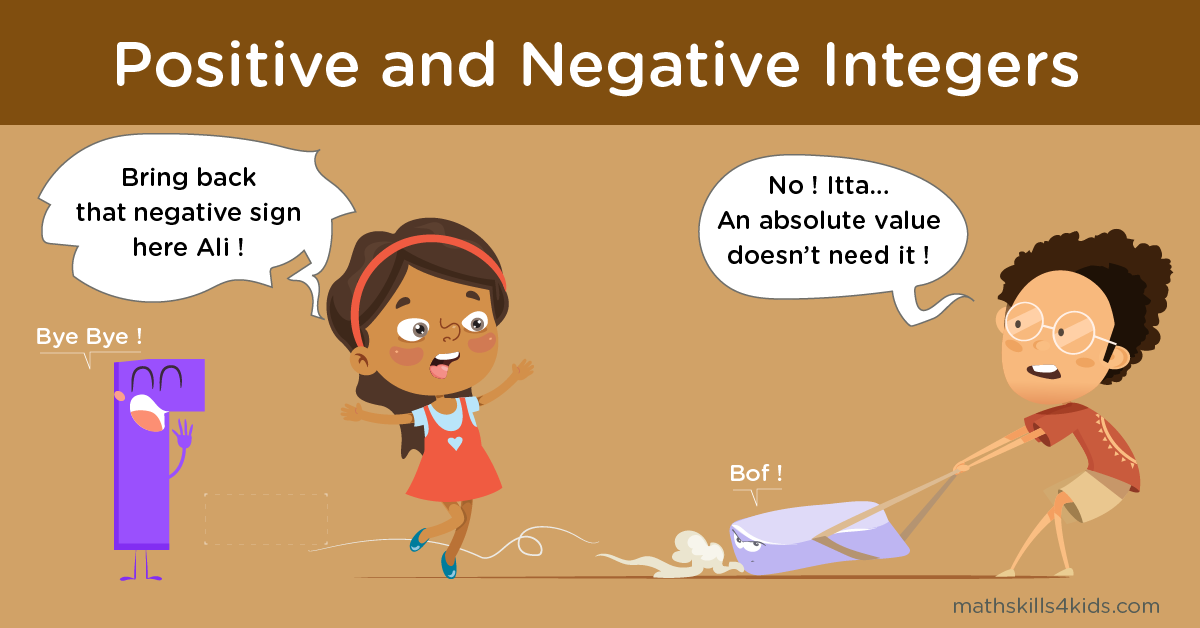 Positive and Negative Integers
Bring back
that negative sign
here Ali !
No ! Itta...
An absolute value
doesn’t need it !
Bye Bye !
Bof !
mathskills4kids.com